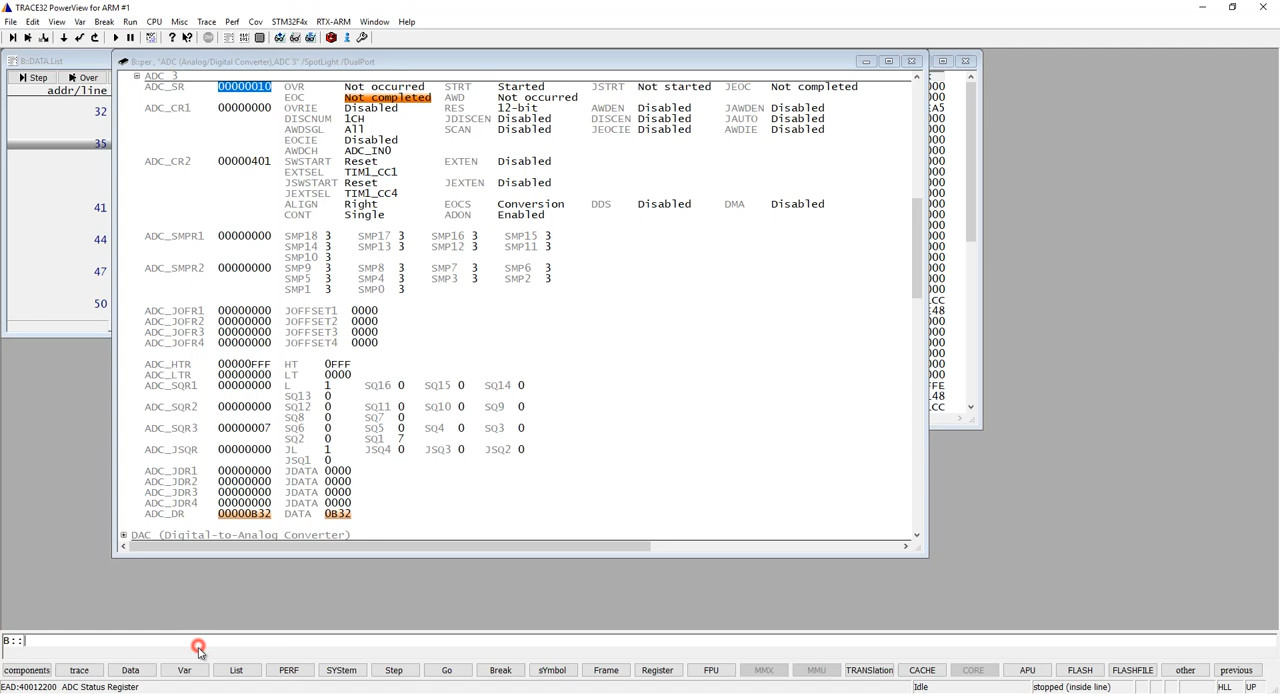 TRACE32 PowerView for ARM #1
File Edit View Var Break Run CPU Misc Trace Perf Cov STM32F4x RTX-ARM Window Help
B::DATA.List
B::per , "ADC (Analog/Digital Converter),ADC 3" /SpotLight /DualPort
Step Over
addr/line
32
35
41
44
47
50
ADC 3
ADC_SR 00000010 OVR Not occurred STRT Started JSTRT Not started JEOC Not completed
EOC Not completed AWD Not occurred
ADC_CR1 00000000 OVRIE Disabled RES 12-bit AWDEN Disabled JAWDEN Disabled
DISCNUM 1CH JDISCEN Disabled DISCEN Disabled JAUTO Disabled
AWDSGL All SCAN Disabled JEOCIE Disabled AWDIE Disabled
EOCIE Disabled
AWDCH ADC_IN0
ADC_CR2 00000401 SWSTART Reset EXTEN Disabled
EXTSEL TIM1_CC1
JSWSTART Reset JEXTEN Disabled
JEXTSEL TIM1_CC4
ALIGN Right EOCS Conversion DDS Disabled DMA Disabled
CONT Single ADON Enabled
ADC_SMPR1 00000000 SMP18 3 SMP17 3 SMP16 3 SMP15 3
SMP14 3 SMP13 3 SMP12 3 SMP11 3
SMP10 3
ADC_SMPR2 00000000 SMP9 3 SMP8 3 SMP7 3 SMP6 3
SMP5 3 SMP4 3 SMP3 3 SMP2 3
SMP1 3 SMP0 3
ADC_JOFR1 00000000 JOFFSET1 0000
ADC_JOFR2 00000000 JOFFSET2 0000
ADC_JOFR3 00000000 JOFFSET3 0000
ADC_JOFR4 00000000 JOFFSET4 0000
ADC_HTR 00000FFF HT 0FFF
ADC_LTR 00000000 LT 0000
ADC_SQR1 00000000 L 1 SQ16 0 SQ15 0 SQ14 0
SQ13 0
ADC_SQR2 00000000 SQ12 0 SQ11 0 SQ10 0 SQ9 0
SQ8 0 SQ7 0
ADC_SQR3 00000007 SQ6 0 SQ5 0 SQ4 0 SQ3 0
SQ2 0 SQ1 7
ADC_JSQR 00000000 JL 1 JSQ4 0 JSQ3 0 JSQ2 0
JSQ1 0
ADC_JDR1 00000000 JDATA 0000
ADC_JDR2 00000000 JDATA 0000
ADC_JDR3 00000000 JDATA 0000
ADC_JDR4 00000000 JDATA 0000
ADC_DR 00000B32 DATA 0B32
DAC (Digital-to-Analog Converter)
B::
components trace Data Var List PERF SYStem Step Go Break sYmbol Frame Register FPU MMX MMU TRANSlation CACHE CORE APU FLASH FLASHFILE other previous
EAD:40012200 ADC Status Register Idle stopped (inside line) HLL UP